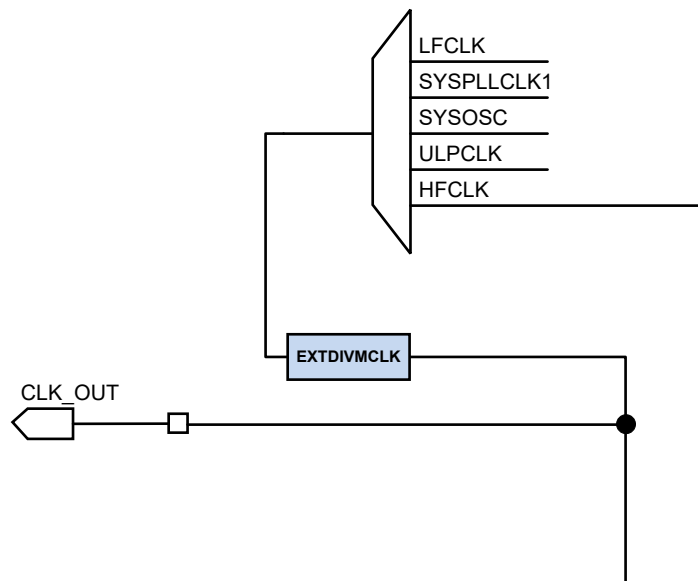 LFCLK
SYSPLLCLK1
SYSOSC
ULPCLK
HFCLK
EXTDIVMCLK
CLK_OUT